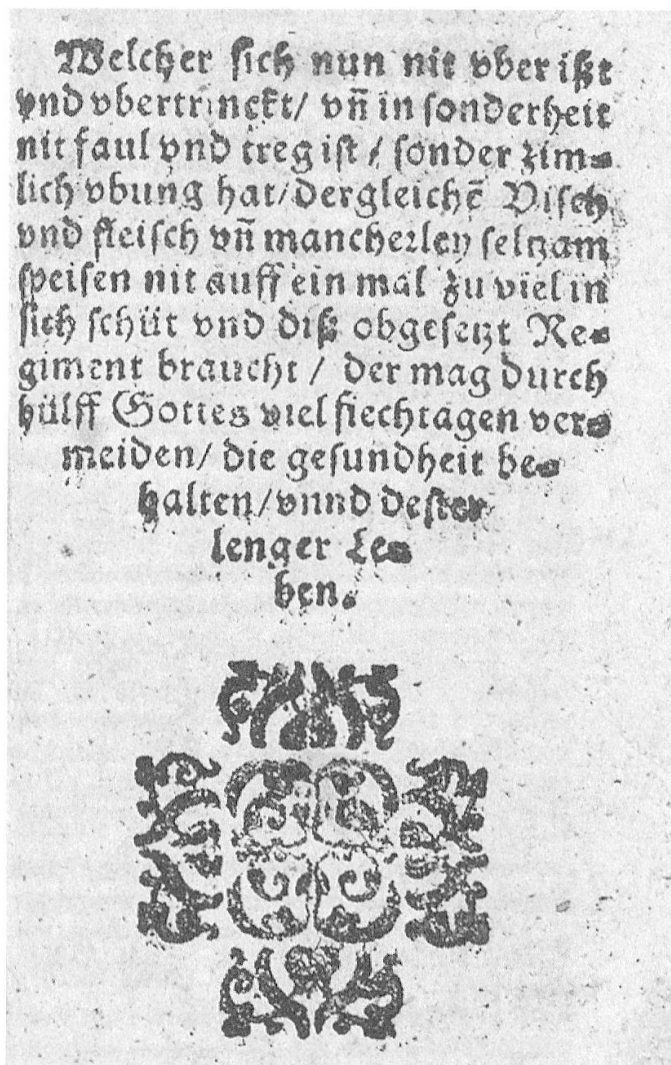 Welcher sich nun nit vber ißt
vnd vbertrinckt/ vñ in sonderheit
nit faul vnd treg ist / sonder zim⸗
lich vbung hat/ dergleichẽ Visch
vnd fleisch vñ mancherley seltzam
speisen nit auff ein mal zu viel in
sich schüt vnd diß obgesetzt Re⸗
giment braucht / der mag durch
hülff Gottes viel siechtagen ver⸗
meiden/ die gesundheit be⸗
halten/ vnnd dester
lenger Le⸗
ben.